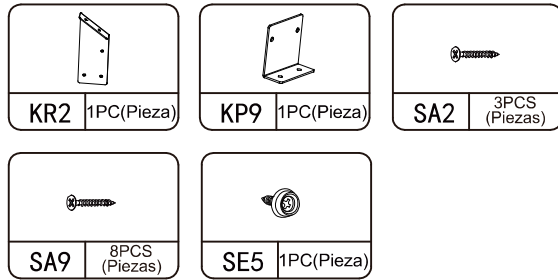 KR2 1PC(Pieza)
KP9 1PC(Pieza)
SA2 3PCS
(Piezas)
SA9 8PCS
(Piezas)
SE5 1PC(Pieza)